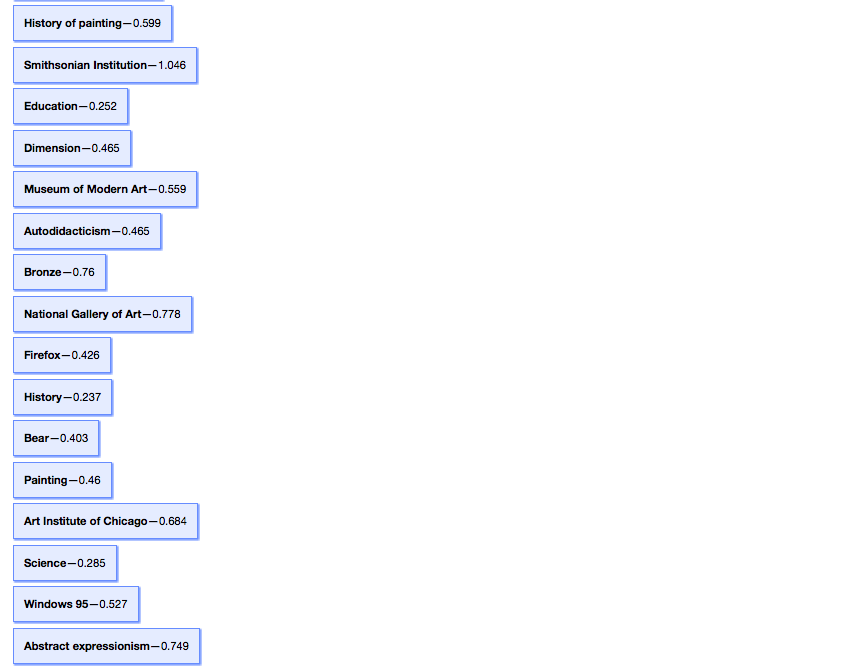 History of painting—0.599
Smithsonian Institution—1.046
Education—0.252
Dimension—0.465
Museum of Modern Art—0.559
Autodidacticism—0.465
Bronze—0.76
National Gallery of Art—0.778
Firefox—0.426
History—0.237
Bear—0.403
Painting—0.46
Art Institute of Chicago—0.684
Science—0.285
Windows 95—0.527
Abstract expressionism—0.749